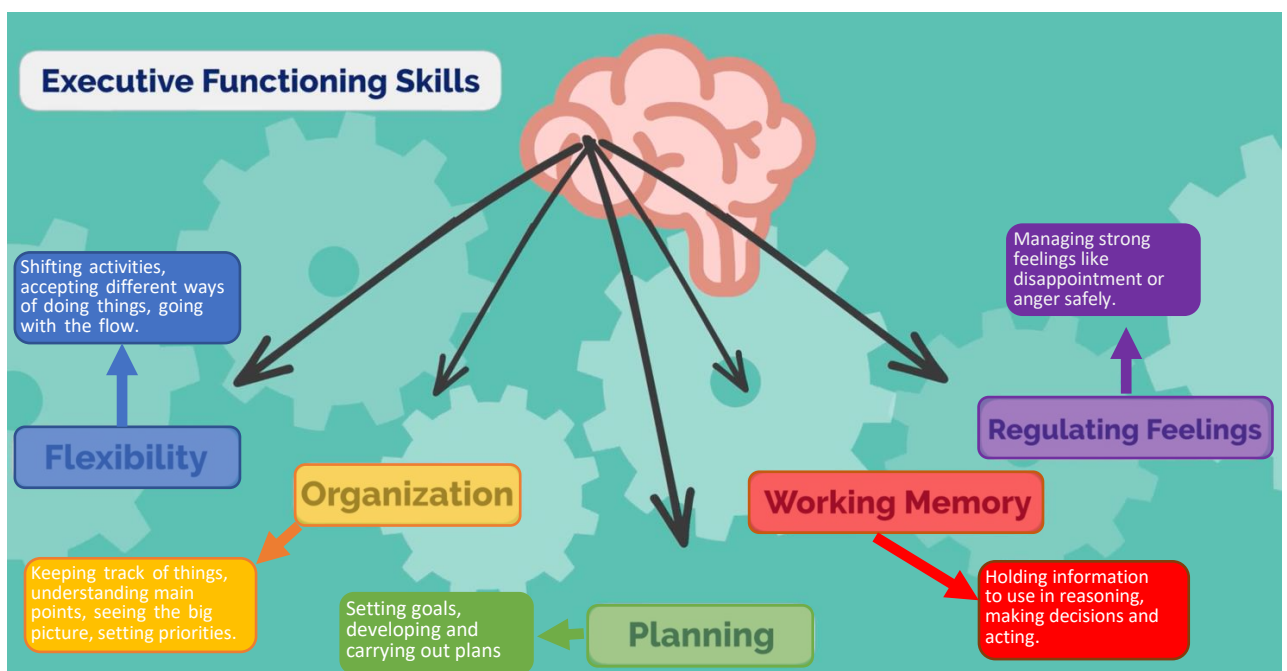 Executive Functioning Skills
Shifting activities,
accepting different ways
of doing things, going
with the flow.
Flexibility
Organization
Keeping track of things,
understanding main
points, seeing the big
picture, setting priorities.
Setting goals,
developing and
carrying out plans
Planning
Working Memory
Holding information
to use in reasoning,
making decisions and
acting.
Managing strong
feelings like
disappointment or
anger safely.
Regulating Feelings